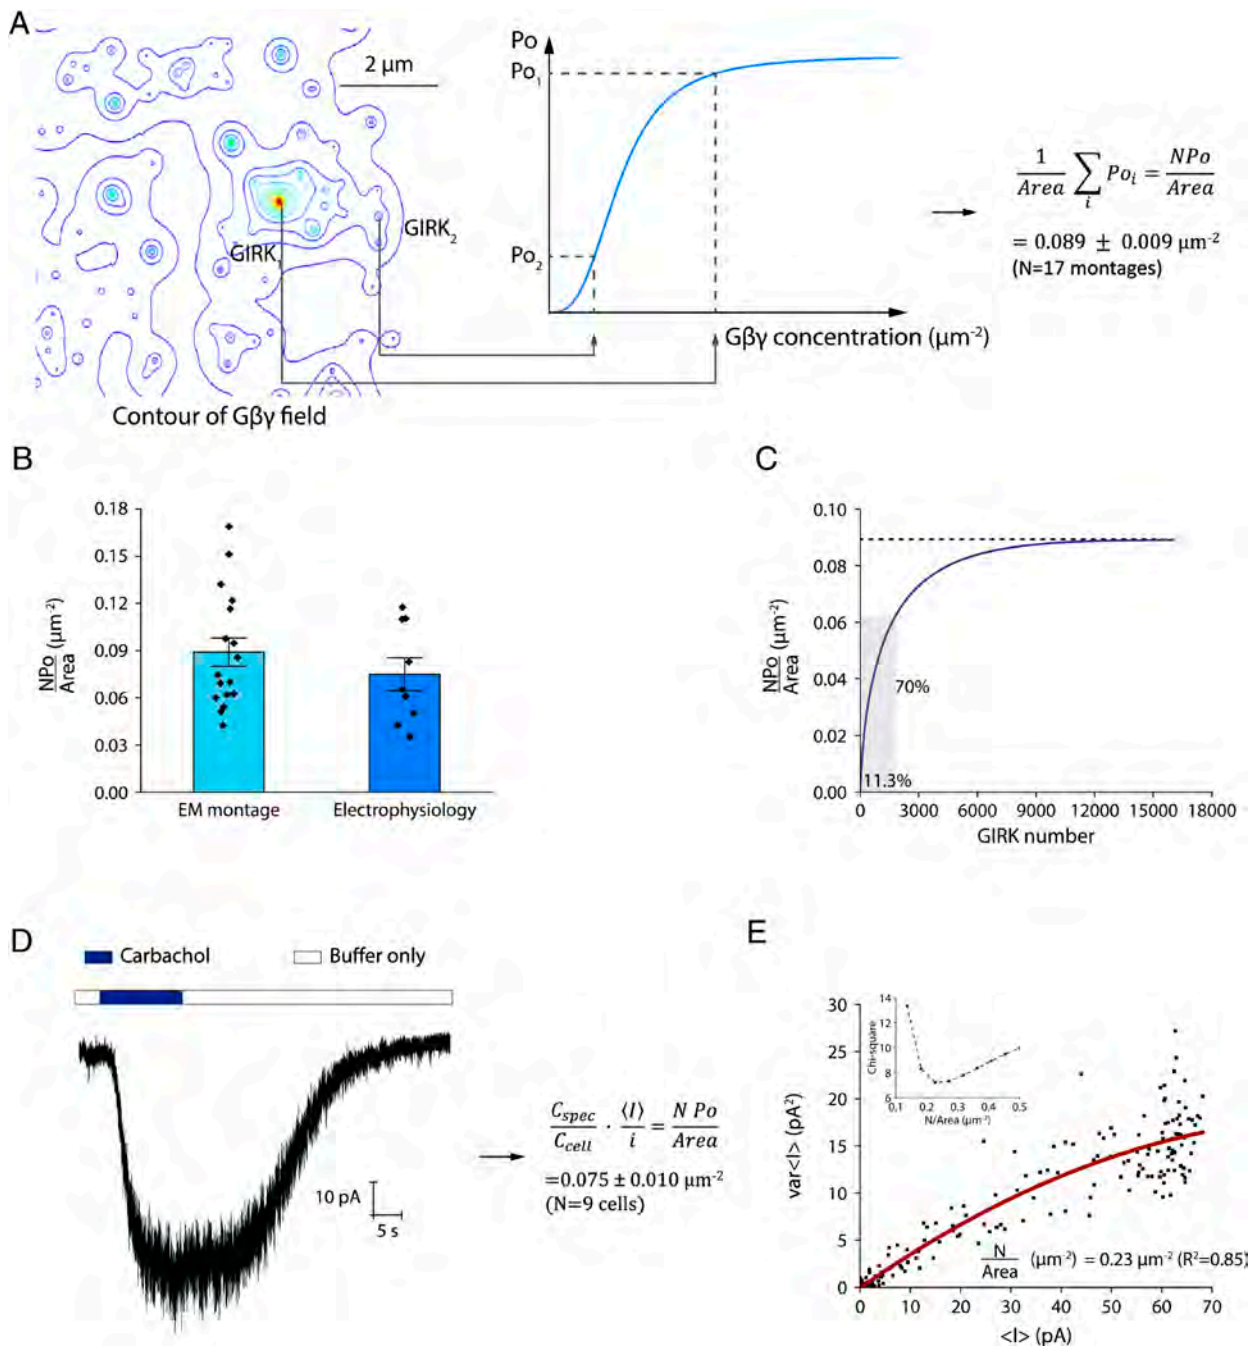 A
2 µm
GIRK1
GIRK2
Contour of Gβγ field
Po
Po1
Po2
Gβγ concentration (µm-2)
1/Area ∑i Poi = NPo/Area
= 0.089 ± 0.009 µm-2
(N=17 montages)
B
NPo/Area (µm-2)
0.18
0.15
0.12
0.09
0.06
0.03
0.00
EM montage
Electrophysiology
C
NPo/Area (µm-2)
0.10
0.08
0.06
0.04
0.02
0.00
70%
11.3%
0 3000 6000 9000 12000 15000 18000
GIRK number
D
Carbachol
Buffer only
10 pA
5 s
Cspec/Ccell · ⟨I⟩/i = N Po/Area
=0.075 ± 0.010 µm-2
(N=9 cells)
E
var<I> (pA2)
30
25
20
15
10
5
0
Chi-square
14
12
10
8
6
0.1 0.2 0.3 0.4 0.5
N/Area (µm-2)
N/Area (µm-2) = 0.23 µm-2 (R2=0.85)
0 10 20 30 40 50 60 70
<I> (pA)